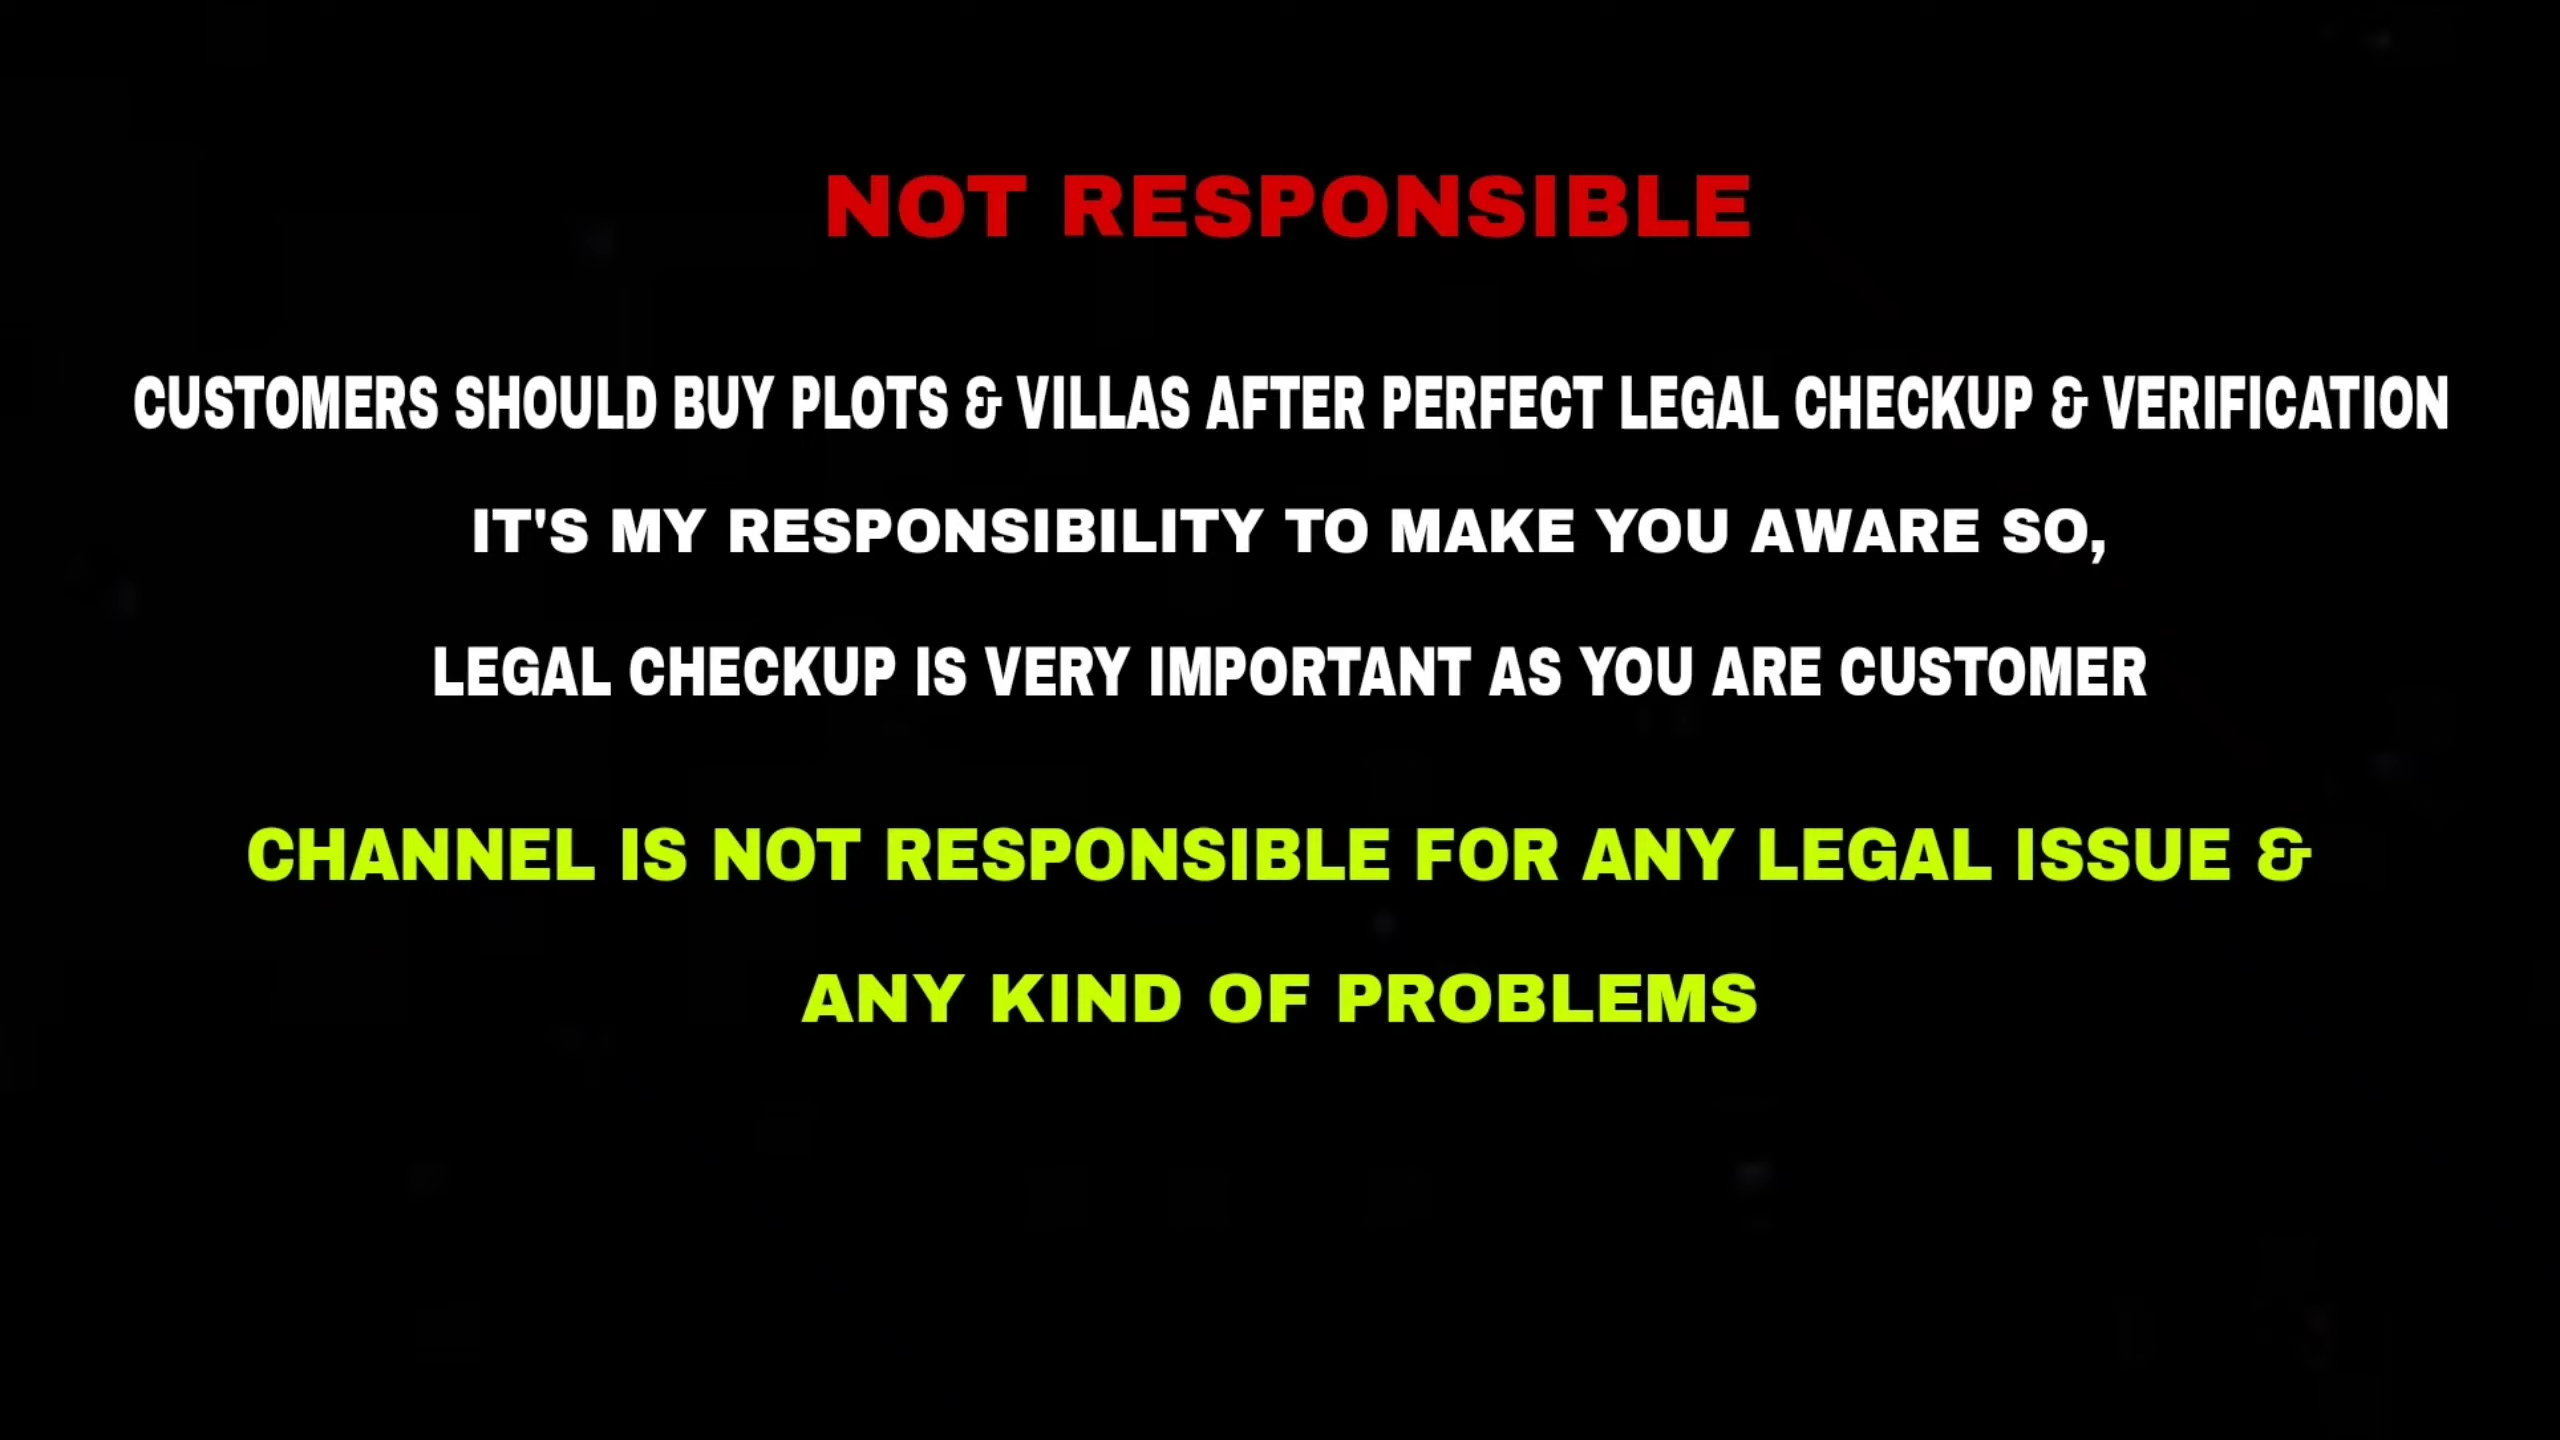 NOT RESPONSIBLE
CUSTOMERS SHOULD BUY PLOTS & VILLAS AFTER PERFECT LEGAL CHECKUP & VERIFICATION
IT'S MY RESPONSIBILITY TO MAKE YOU AWARE SO,
LEGAL CHECKUP IS VERY IMPORTANT AS YOU ARE CUSTOMER
CHANNEL IS NOT RESPONSIBLE FOR ANY LEGAL ISSUE &
ANY KIND OF PROBLEMS